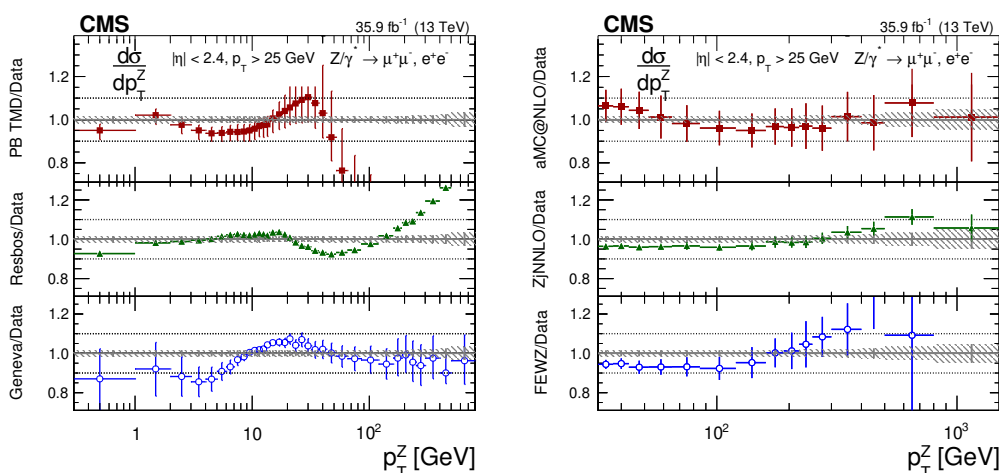 CMS
35.9 fb⁻¹ (13 TeV)
dσ
dp_T^Z
|η| < 2.4, p_T > 25 GeV Z/γ* → μ⁺μ⁻, e⁺e⁻
PB TMD/Data
1.2
1.0
0.8
Resbos/Data
1.2
1.0
0.8
Geneva/Data
1.2
1.0
0.8
1
10
10²
p_T^Z [GeV]
CMS
35.9 fb⁻¹ (13 TeV)
dσ
dp_T^Z
|η| < 2.4, p_T > 25 GeV Z/γ* → μ⁺μ⁻, e⁺e⁻
aMC@NLO/Data
1.2
1.0
0.8
ZjNNLO/Data
1.2
1.0
0.8
FEWZ/Data
1.2
1.0
0.8
10²
10³
p_T^Z [GeV]